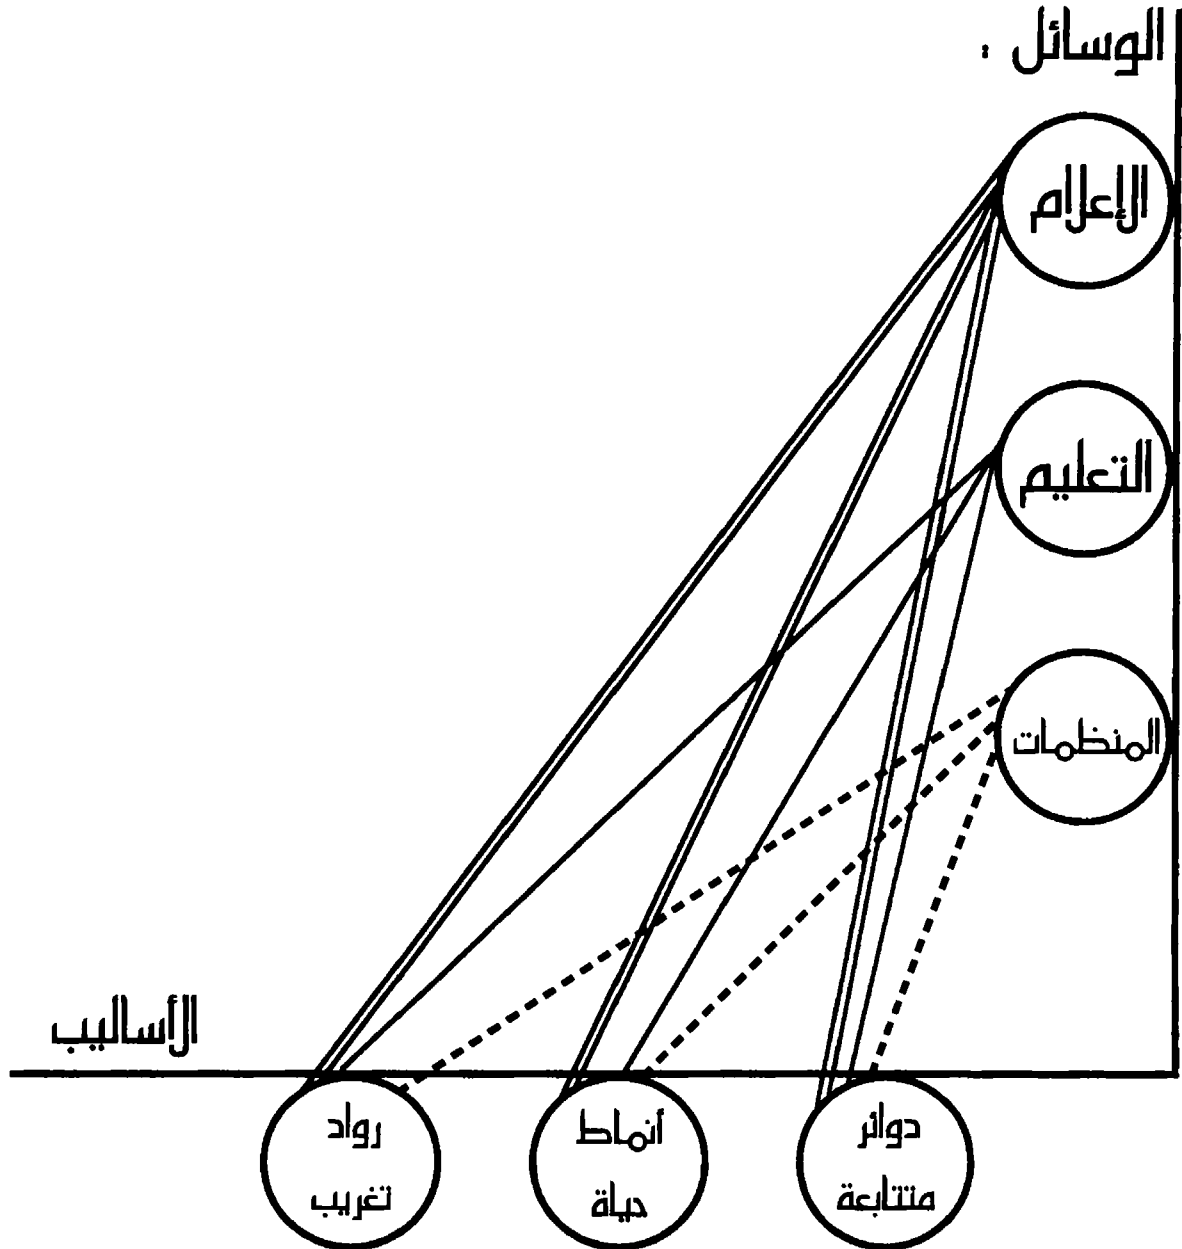 الوسائل :
الإعلام
التعليم
المنظمات
الأساليب
دوائر
متتابعة
أنماط
حياة
رواد
تغريب